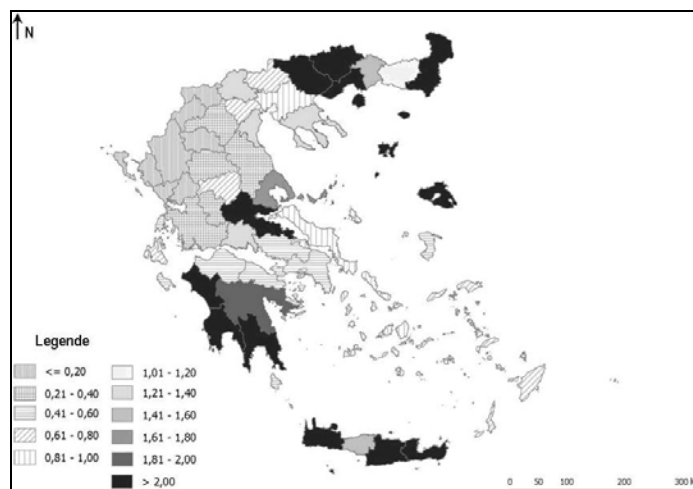 N
Legende
<= 0,20
0,21 - 0,40
0,41 - 0,60
0,61 - 0,80
0,81 - 1,00
1,01 - 1,20
1,21 - 1,40
1,41 - 1,60
1,61 - 1,80
1,81 - 2,00
> 2,00
0 50 100 200 300 k